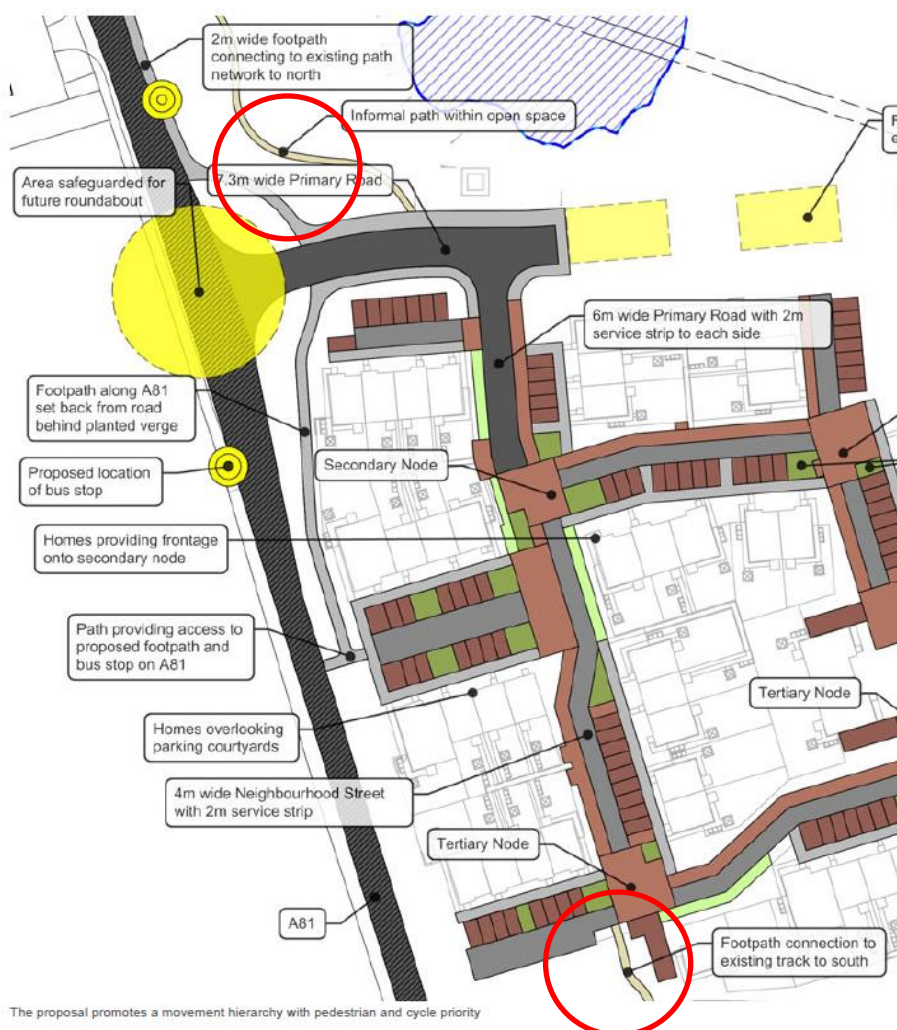 2m wide footpath
connecting to existing path
network to north
Informal path within open space
Area safeguarded for
future roundabout
7.3m wide Primary Road
6m wide Primary Road with 2m
service strip to each side
Footpath along A81
set back from road
behind planted verge
Secondary Node
Proposed location
of bus stop
Homes providing frontage
onto secondary node
Path providing access to
proposed footpath and
bus stop on A81
Tertiary Node
Homes overlooking
parking courtyards
4m wide Neighbourhood Street
with 2m service strip
Tertiary Node
A81
Footpath connection to
existing track to south
The proposal promotes a movement hierarchy with pedestrian and cycle priority